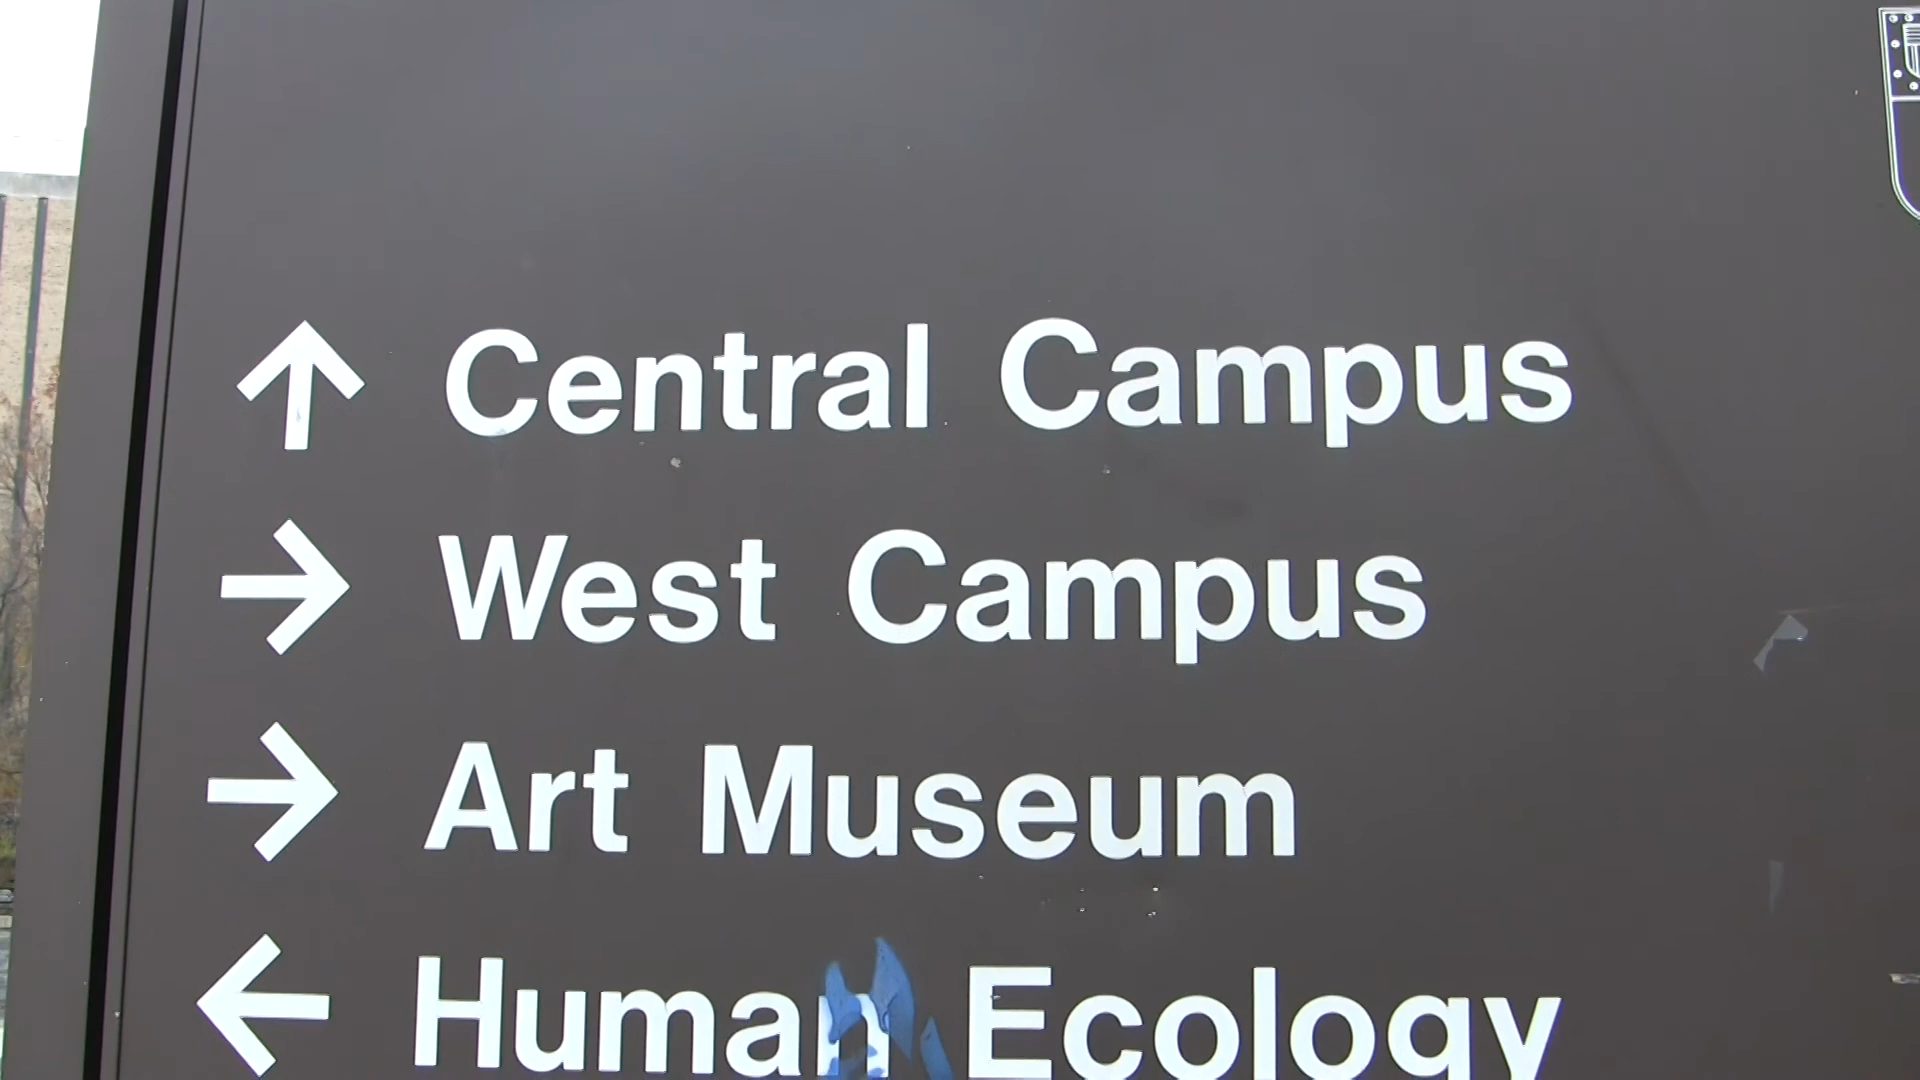 ↑ Central Campus
→ West Campus
→ Art Museum
← Human Ecology